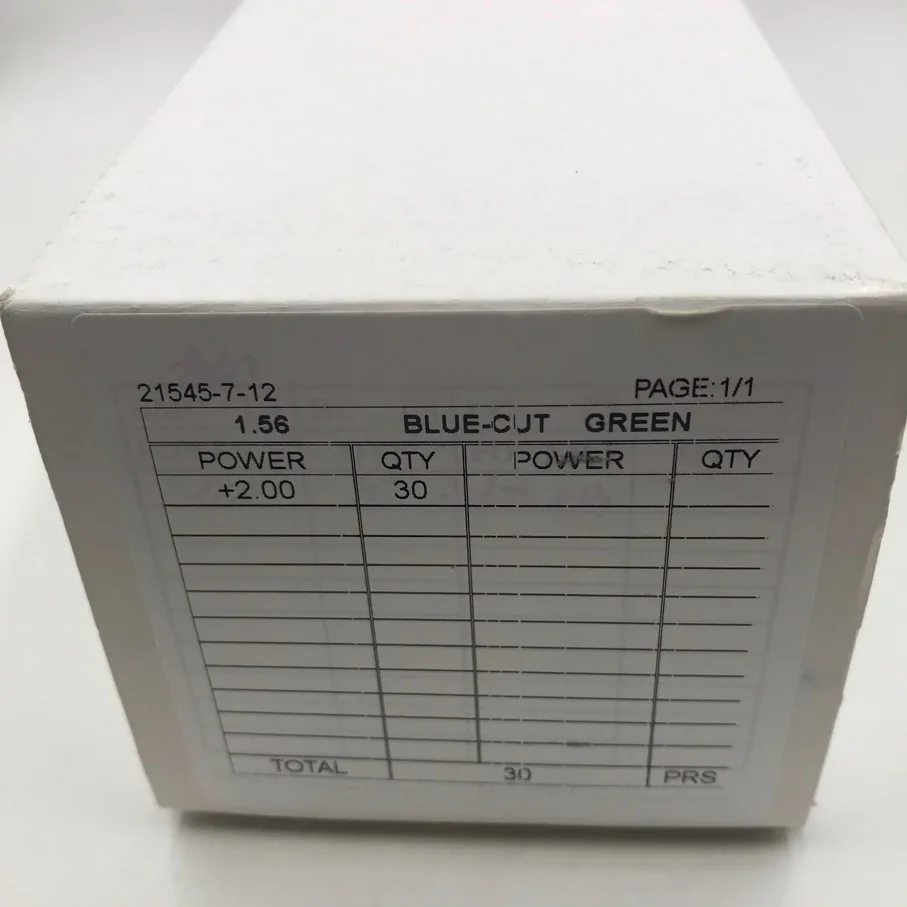 21545-7-12 PAGE:1/1
1.56 BLUE-CUT GREEN
POWER QTY POWER QTY
+2.00 30
TOTAL 30 PRS